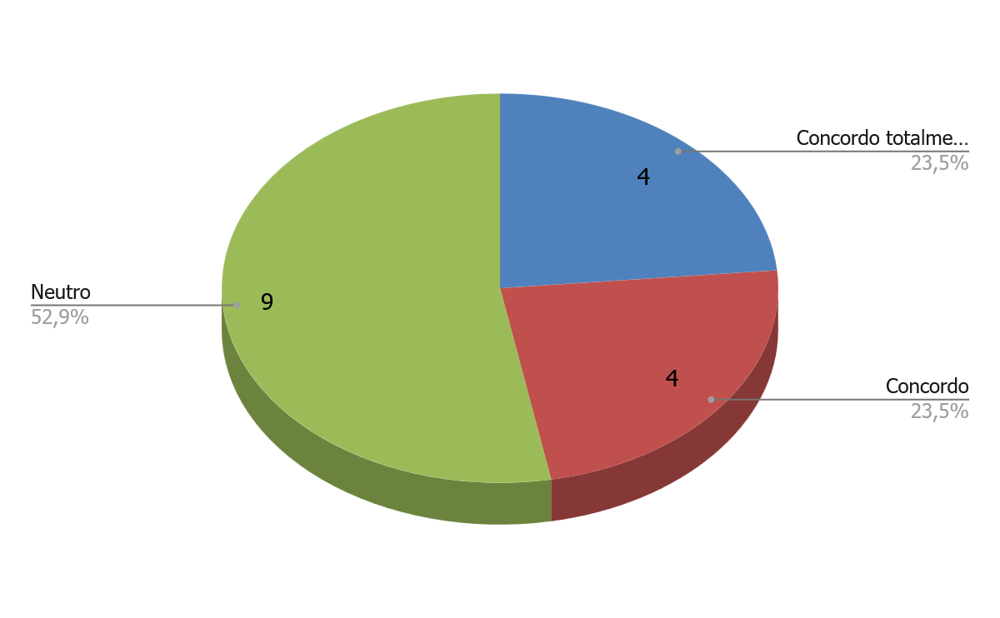 Concordo totalme...
23,5%
4
Neutro
52,9%
9
4
Concordo
23,5%